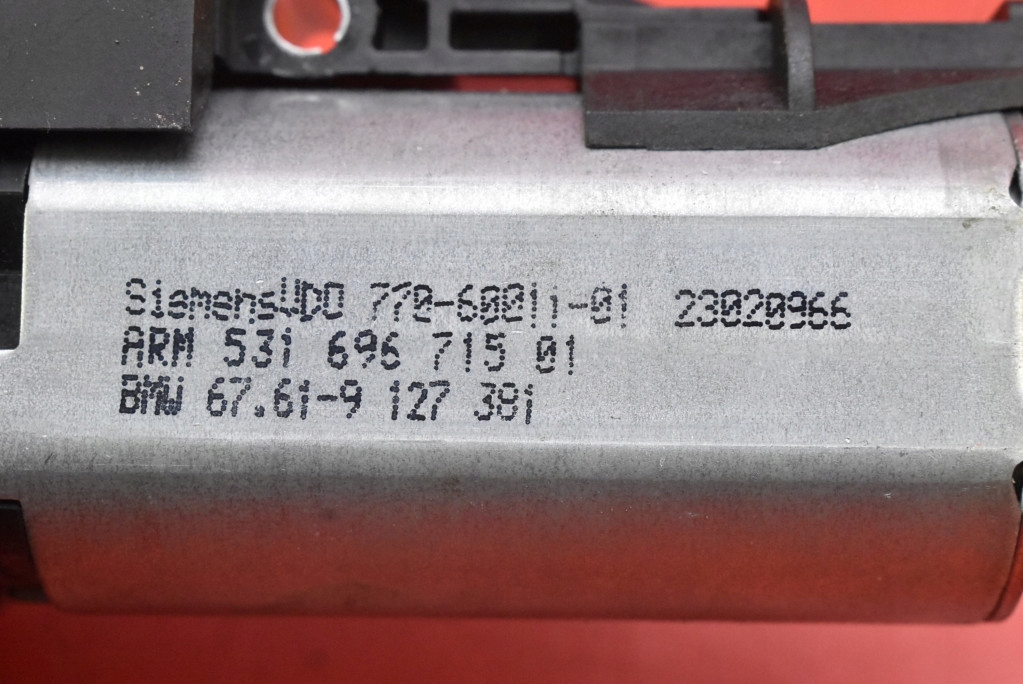 SiemensVDO 770-60011-01 23020966
ARM 531 696 715 01
BMW 67.61-9 127 381